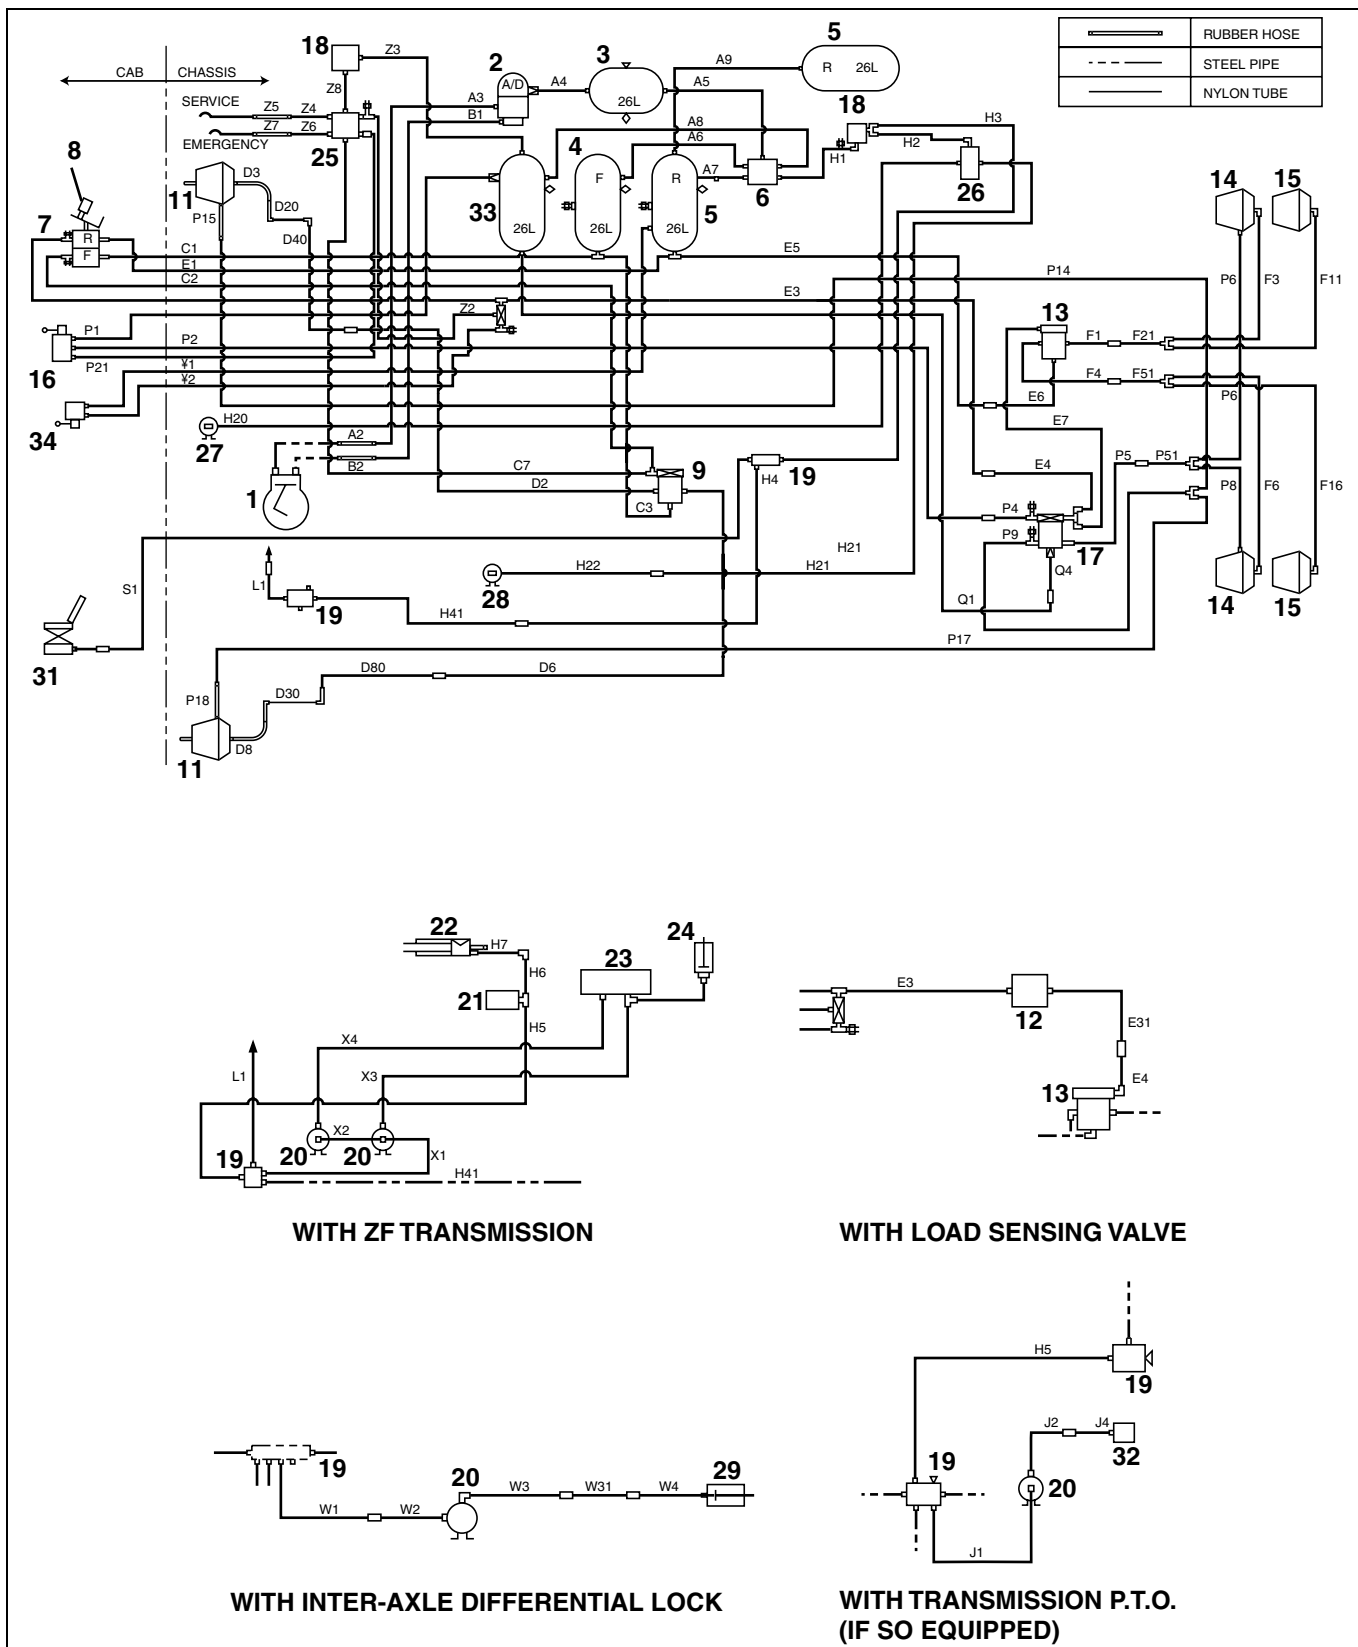 RUBBER HOSE
STEEL PIPE
NYLON TUBE
CAB CHASSIS
SERVICE
EMERGENCY
18 Z3 2 3 A9 5
Z8 A/D A4 A5 R 26L
A3 26L 18 H3
Z5 Z4 B1 A8
Z7 Z6 A6 H1 H2
25 4
8 D3 F R A7 6 26 14 15
11 33 5
7 P15 D20 26L 26L 26L
R D40
F C1 E5
E1 P14 P6 F3 F11
C2 E3
Z2 13
P1 F1 F21
P2
16 P21 ¥1 F4 F51
¥2 P6
E6
34 H20 E7
27 A2
B2 C7 9 H4 19 E4 P5 P51
1 D2 P8 F6 F16
C3 P4
P9
H21 17
S1 L1 H22 H21 Q4
28 14 15
19 H41 Q1
31 P17
D80 D6
P18 D30
D8
11
22 H7 23 24
H6
21
H5
X4
X3
L1
X2
19 20 20 X1
H41
WITH ZF TRANSMISSION
E3
12
E31
E4
13
WITH LOAD SENSING VALVE
19 20 29
W3 W31 W4
W1 W2
WITH INTER-AXLE DIFFERENTIAL LOCK
H5
19
J2 J4
32
19
20
J1
WITH TRANSMISSION P.T.O.
(IF SO EQUIPPED)